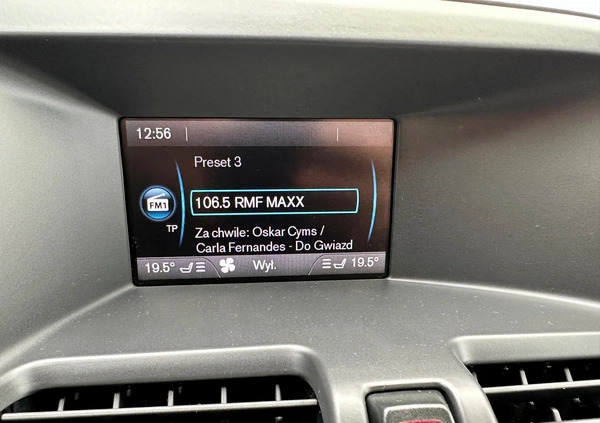 12:56
Preset 3
FM1
106.5 RMF MAXX
TP
Za chwile: Oskar Cyms /
Carla Fernandes - Do Gwiazd
19.5° Wył. 19.5°